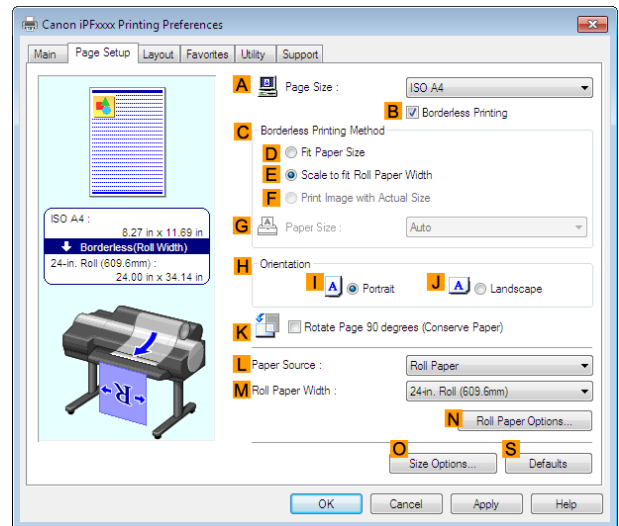 Canon iPFxxxx Printing Preferences
Main Page Setup Layout Favorites Utility Support
A Page Size : ISO A4
B Borderless Printing
C Borderless Printing Method
D Fit Paper Size
E Scale to fit Roll Paper Width
F Print Image with Actual Size
ISO A4 :
8.27 in x 11.69 in
Borderless(Roll Width)
24-in. Roll (609.6mm) :
24.00 in x 34.14 in
G Paper Size : Auto
H Orientation
I A Portrait J A Landscape
K Rotate Page 90 degrees (Conserve Paper)
R
L Paper Source : Roll Paper
M Roll Paper Width : 24-in. Roll (609.6mm)
N Roll Paper Options...
O Size Options... S Defaults
OK Cancel Apply Help